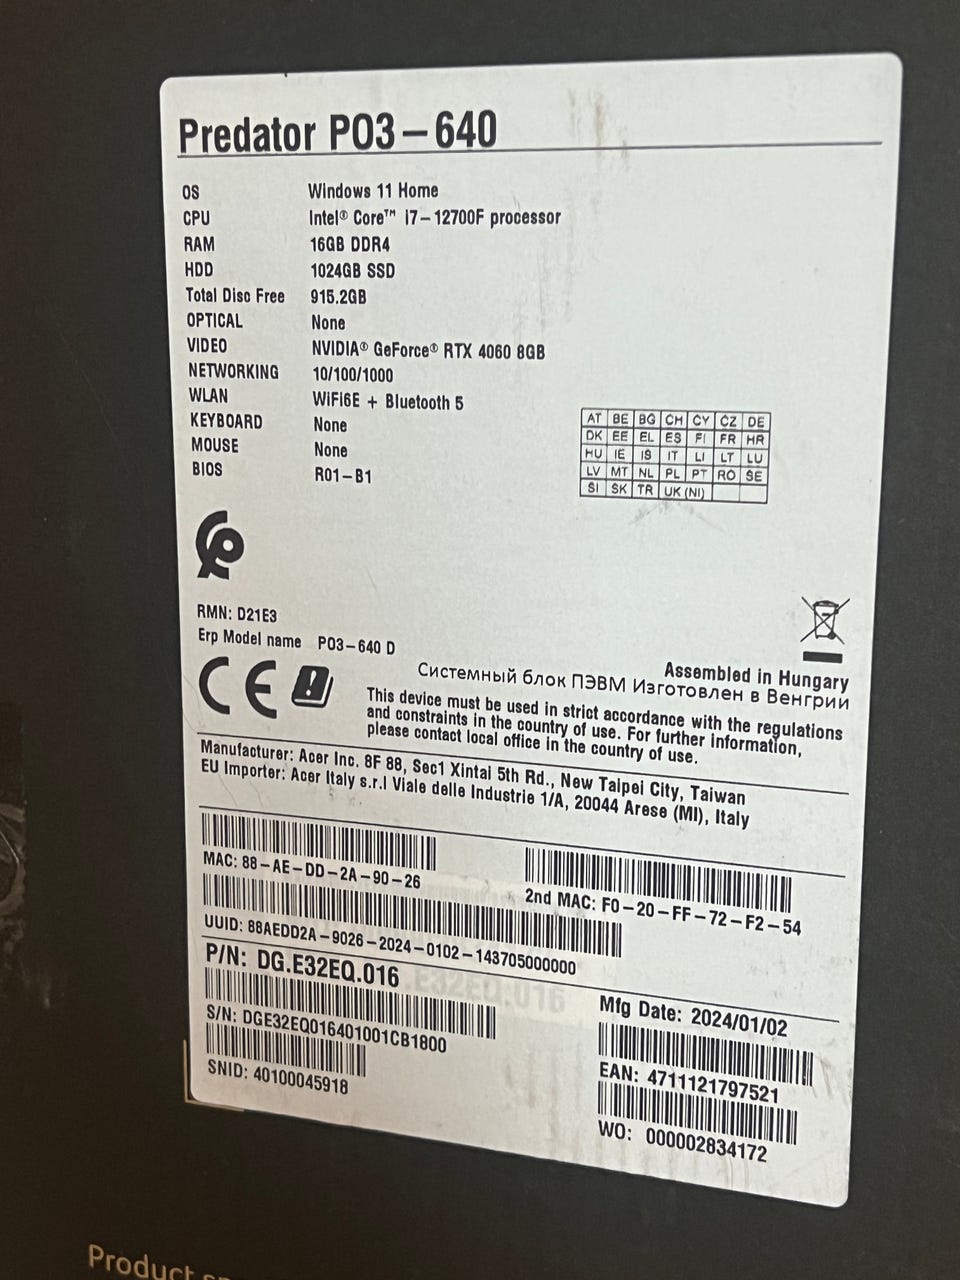 Predator PO3-640
OS Windows 11 Home
CPU Intel® Core™ i7-12700F processor
RAM 16GB DDR4
HDD 1024GB SSD
Total Disc Free 915.2GB
OPTICAL None
VIDEO NVIDIA® GeForce® RTX 4060 8GB
NETWORKING 10/100/1000
WLAN WiFi6E + Bluetooth 5
KEYBOARD None
MOUSE None
BIOS R01-B1
AT BE BG CH CY CZ DE
DK EE EL ES FI FR HR
HU IE IS IT LI LT LU
LV MT NL PL PT RO SE
SI SK TR UK (NI)
RMN: D21E3
Erp Model name PO3-640 D
CE
Assembled in Hungary
Системный блок ПЭВМ Изготовлен в Венгрии
This device must be used in strict accordance with the regulations
and constraints in the country of use. For further information,
please contact local office in the country of use.
Manufacturer: Acer Inc. 8F 88, Sec1 Xintai 5th Rd., New Taipei City, Taiwan
EU Importer: Acer Italy s.r.l Viale delle Industrie 1/A, 20044 Arese (MI), Italy
MAC: 88-AE-DD-2A-90-26
2nd MAC: F0-20-FF-72-F2-54
UUID: 88AEDD2A-9026-2024-0102-143705000000
P/N: DG.E32EQ.016
Mfg Date: 2024/01/02
S/N: DGE32EQ016401001CB1800
EAN: 4711121797521
SNID: 40100045918
WO: 000002834172
Product